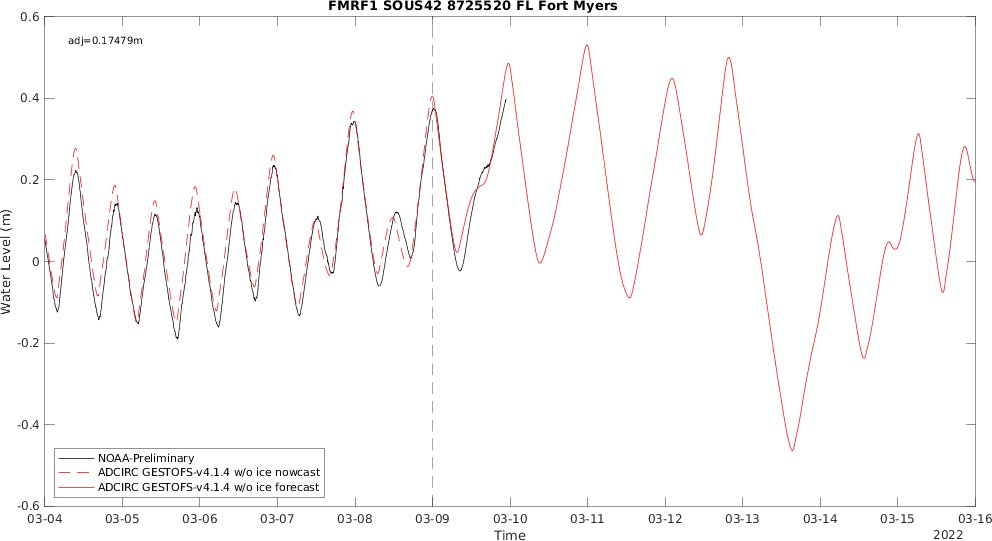 FMRF1 SOUS42 8725520 FL Fort Myers
adj=0.17479m
0.6
0.4
0.2
0
-0.2
-0.4
-0.6
Water Level (m)
NOAA-Preliminary
ADCIRC GESTOFS-v4.1.4 w/o ice nowcast
ADCIRC GESTOFS-v4.1.4 w/o ice forecast
03-04 03-05 03-06 03-07 03-08 03-09 03-10 03-11 03-12 03-13 03-14 03-15 03-16
Time
2022